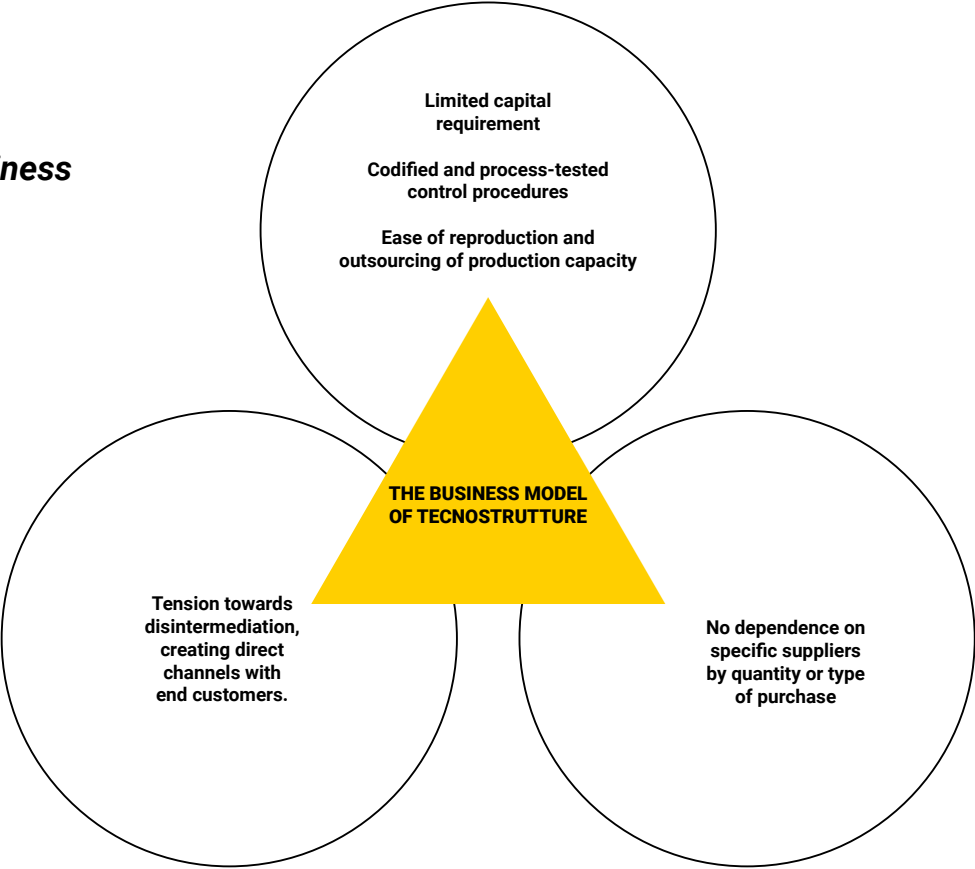 Limited capital
requirement
Codified and process-tested
control procedures
Ease of reproduction and
outsourcing of production capacity
THE BUSINESS MODEL
OF TECNOSTRUTTURE
Tension towards
disintermediation,
creating direct
channels with
end customers.
No dependence on
specific suppliers
by quantity or type
of purchase